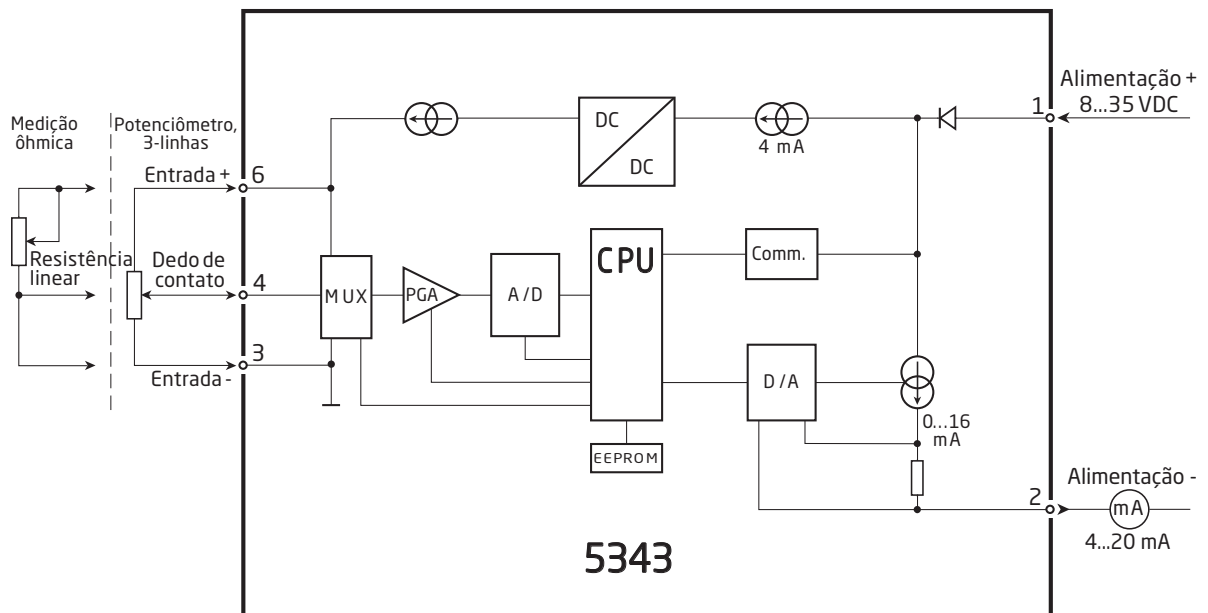 Medição
ôhmica
Potenciômetro,
3-linhas
Entrada +
6
Resistência
linear
Dedo de
contato
4
3
Entrada -
DC
DC
4 mA
1
Alimentação +
8...35 VDC
MUX
PGA
A/D
CPU
Comm.
D/A
0...16
mA
EEPROM
2
Alimentação -
mA
4...20 mA
5343